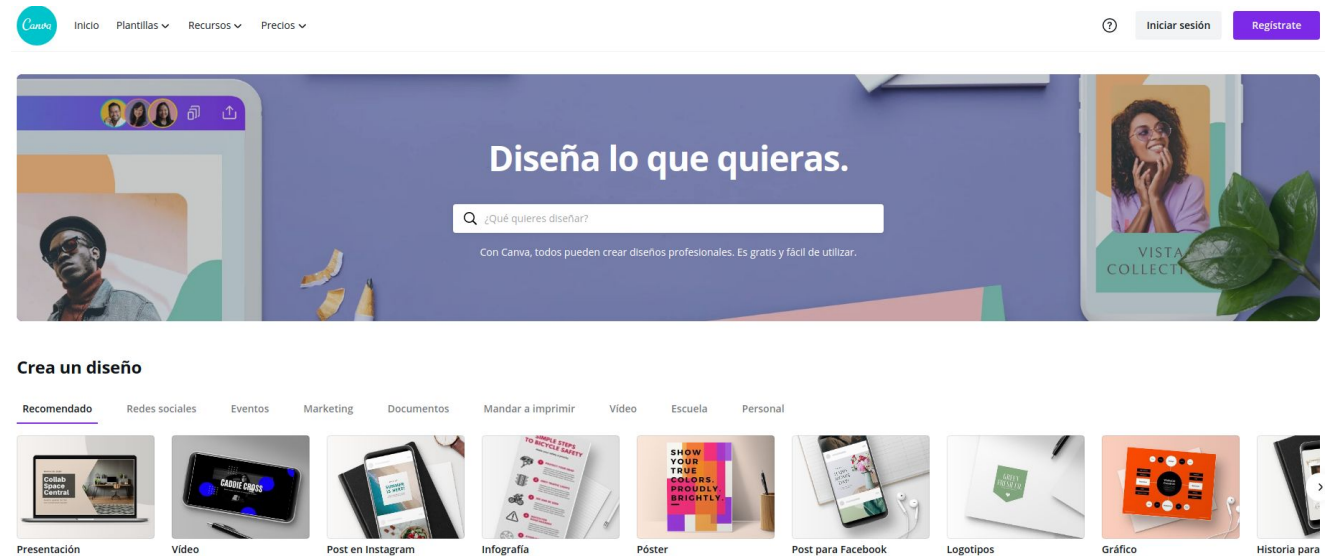 Canva
Inicio
Plantillas
Recursos
Precios
?
Iniciar sesión
Regístrate
Diseña lo que quieras.
¿Qué quieres diseñar?
Con Canva, todos pueden crear diseños profesionales. Es gratis y fácil de utilizar.
VISTA
COLLECTI
Crea un diseño
Recomendado
Redes sociales
Eventos
Marketing
Documentos
Mandar a imprimir
Vídeo
Escuela
Personal
Collab
Space
Central
CADDIE CROSS
SIMPLE STEPS
TO BICYCLE SAFETY
SHOW
YOUR
TRUE
COLORS.
PROUDLY.
BRIGHTLY.
Presentación
Vídeo
Post en Instagram
Infografía
Póster
Post para Facebook
Logotipos
Gráfico
Historia para